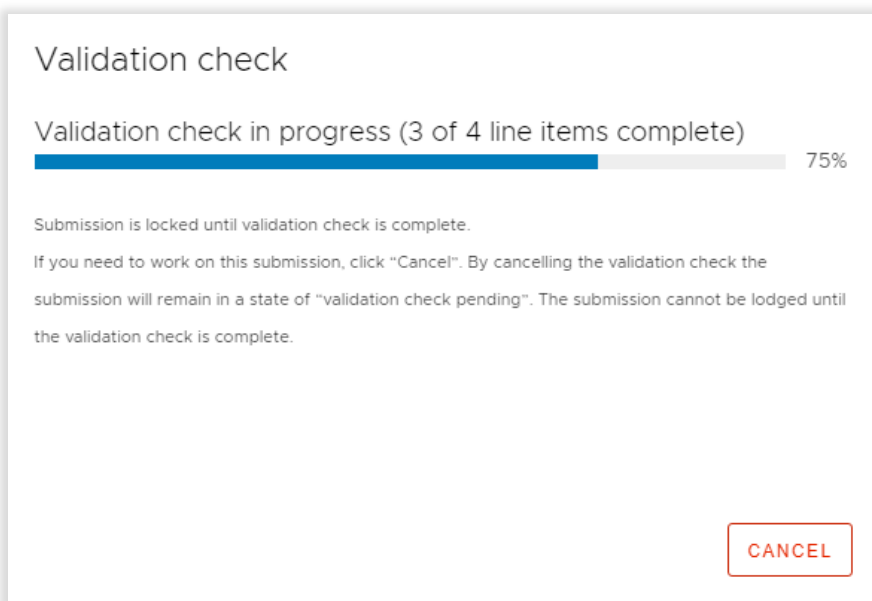 Validation check
Validation check in progress (3 of 4 line items complete)
75%
Submission is locked until validation check is complete.
If you need to work on this submission, click "Cancel". By cancelling the validation check the
submission will remain in a state of "validation check pending". The submission cannot be lodged until
the validation check is complete.
CANCEL